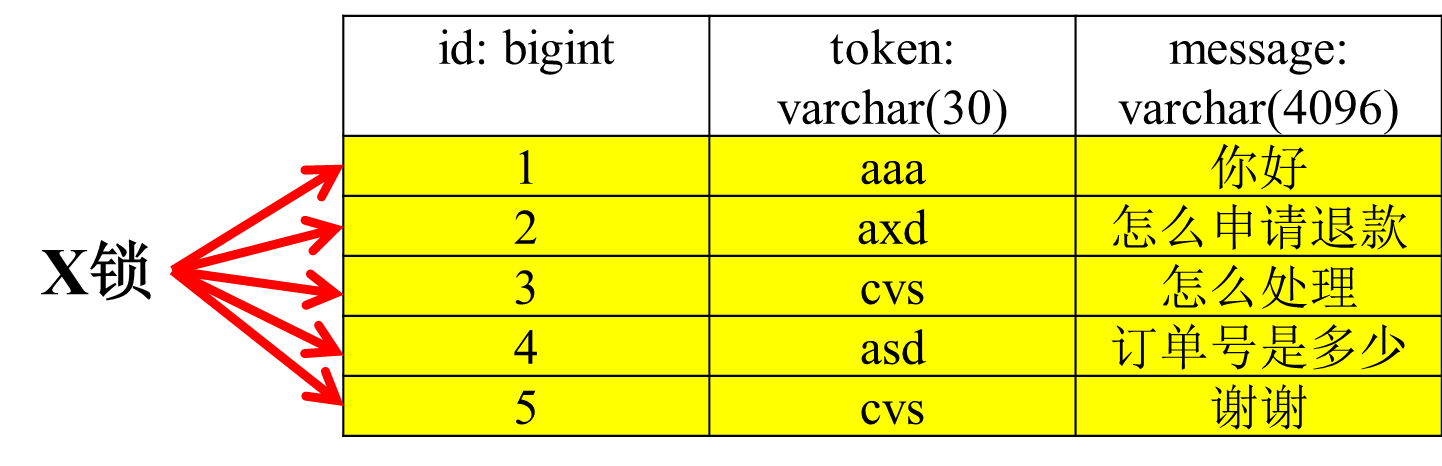 id: bigint token: message:
varchar(30) varchar(4096)
1 aaa 你好
2 axd 怎么申请退款
X锁
3 cvs 怎么处理
4 asd 订单号是多少
5 cvs 谢谢